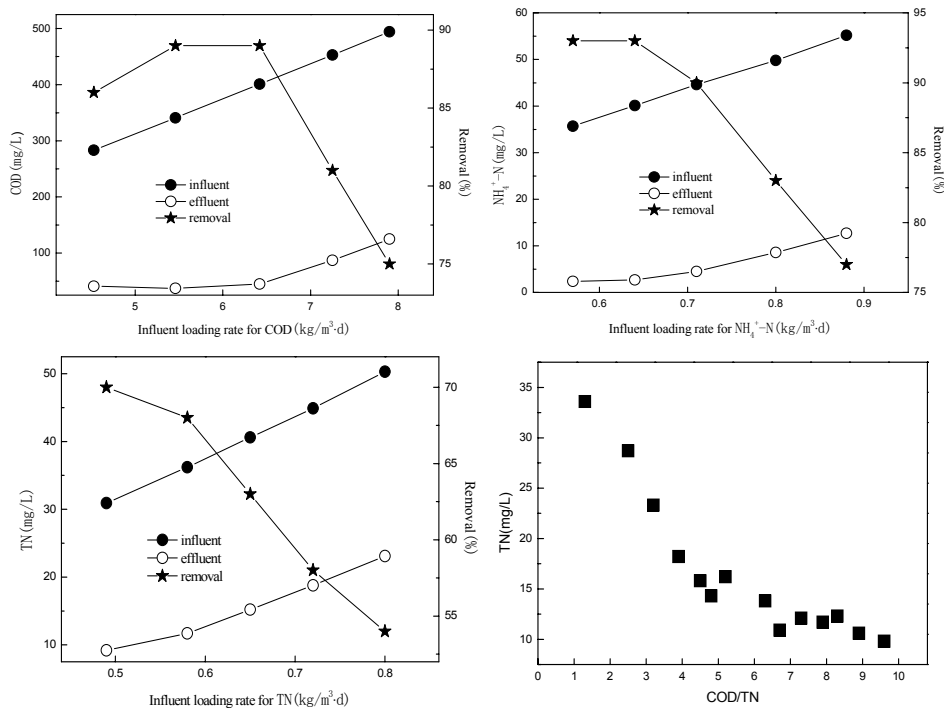 500
400
300
200
100
COD(mg/L)
90
85
80
75
Removal(%)
influent
effluent
removal
5 6 7 8
Influent loading rate for COD(kg/m³·d)
60
50
40
30
20
10
0
NH₄⁺-N(mg/L)
95
90
85
80
75
Removal(%)
influent
effluent
removal
0.6 0.7 0.8 0.9
Influent loading rate for NH₄⁺-N(kg/m³·d)
50
40
30
20
10
TN(mg/L)
70
65
60
55
Removal(%)
influent
effluent
removal
0.5 0.6 0.7 0.8
Influent loading rate for TN(kg/m³·d)
35
30
25
20
15
10
TN(mg/L)
0 1 2 3 4 5 6 7 8 9 10
COD/TN